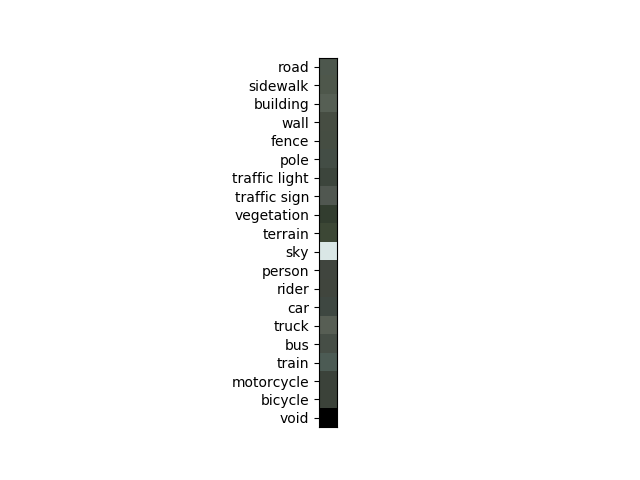 road
sidewalk
building
wall
fence
pole
traffic light
traffic sign
vegetation
terrain
sky
person
rider
car
truck
bus
train
motorcycle
bicycle
void